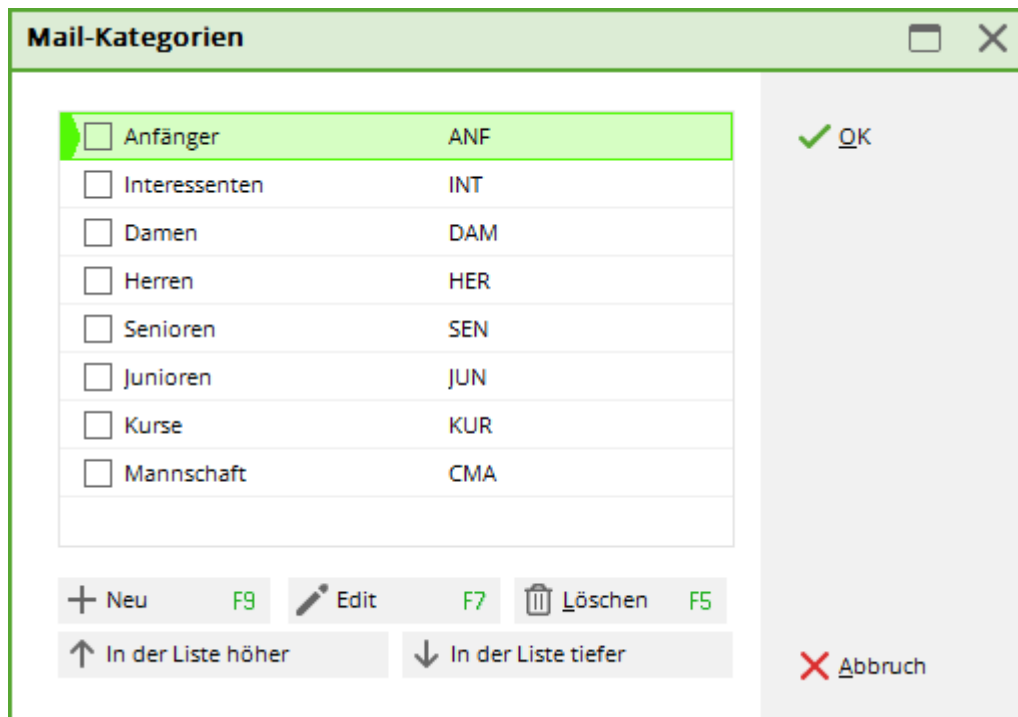 Mail-Kategorien
Anfänger ANF
OK
Interessenten INT
Damen DAM
Herren HER
Senioren SEN
Junioren JUN
Kurse KUR
Mannschaft CMA
Neu F9 Edit F7 Löschen F5
In der Liste höher In der Liste tiefer
Abbruch